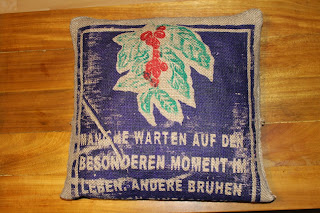 MANCHE WARTEN AUF DEN
BESONDEREN MOMENT IM
LEBEN. ANDERE BRÜHEN